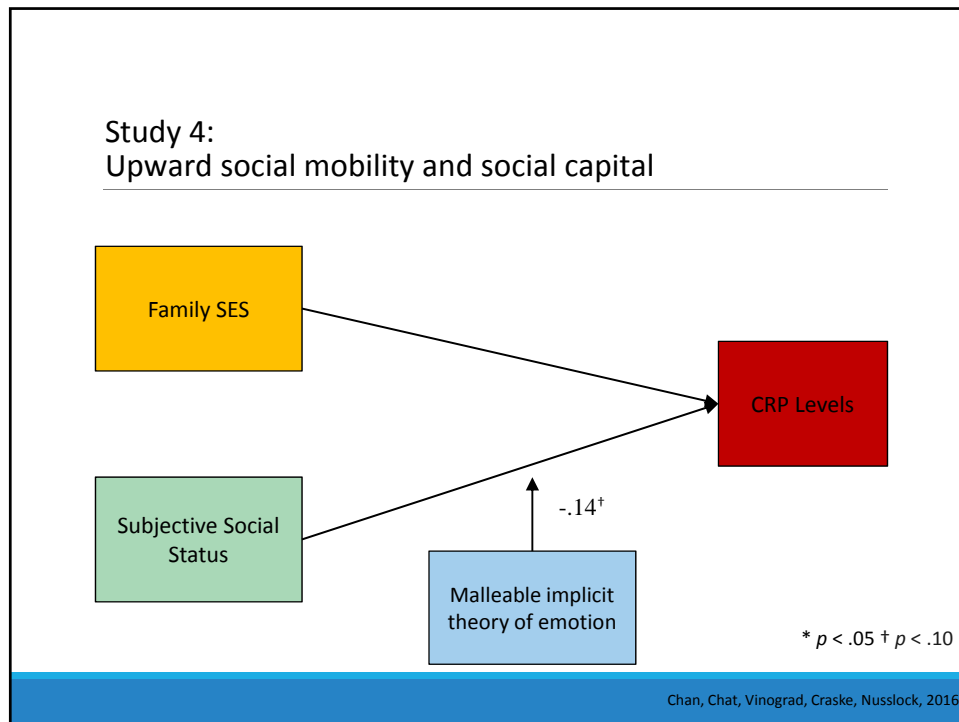 Study 4:
Upward social mobility and social capital
Family SES
CRP Levels
Subjective Social
Status
-.14†
Malleable implicit
theory of emotion
* p < .05 † p < .10
Chan, Chat, Vinograd, Craske, Nusslock, 2016